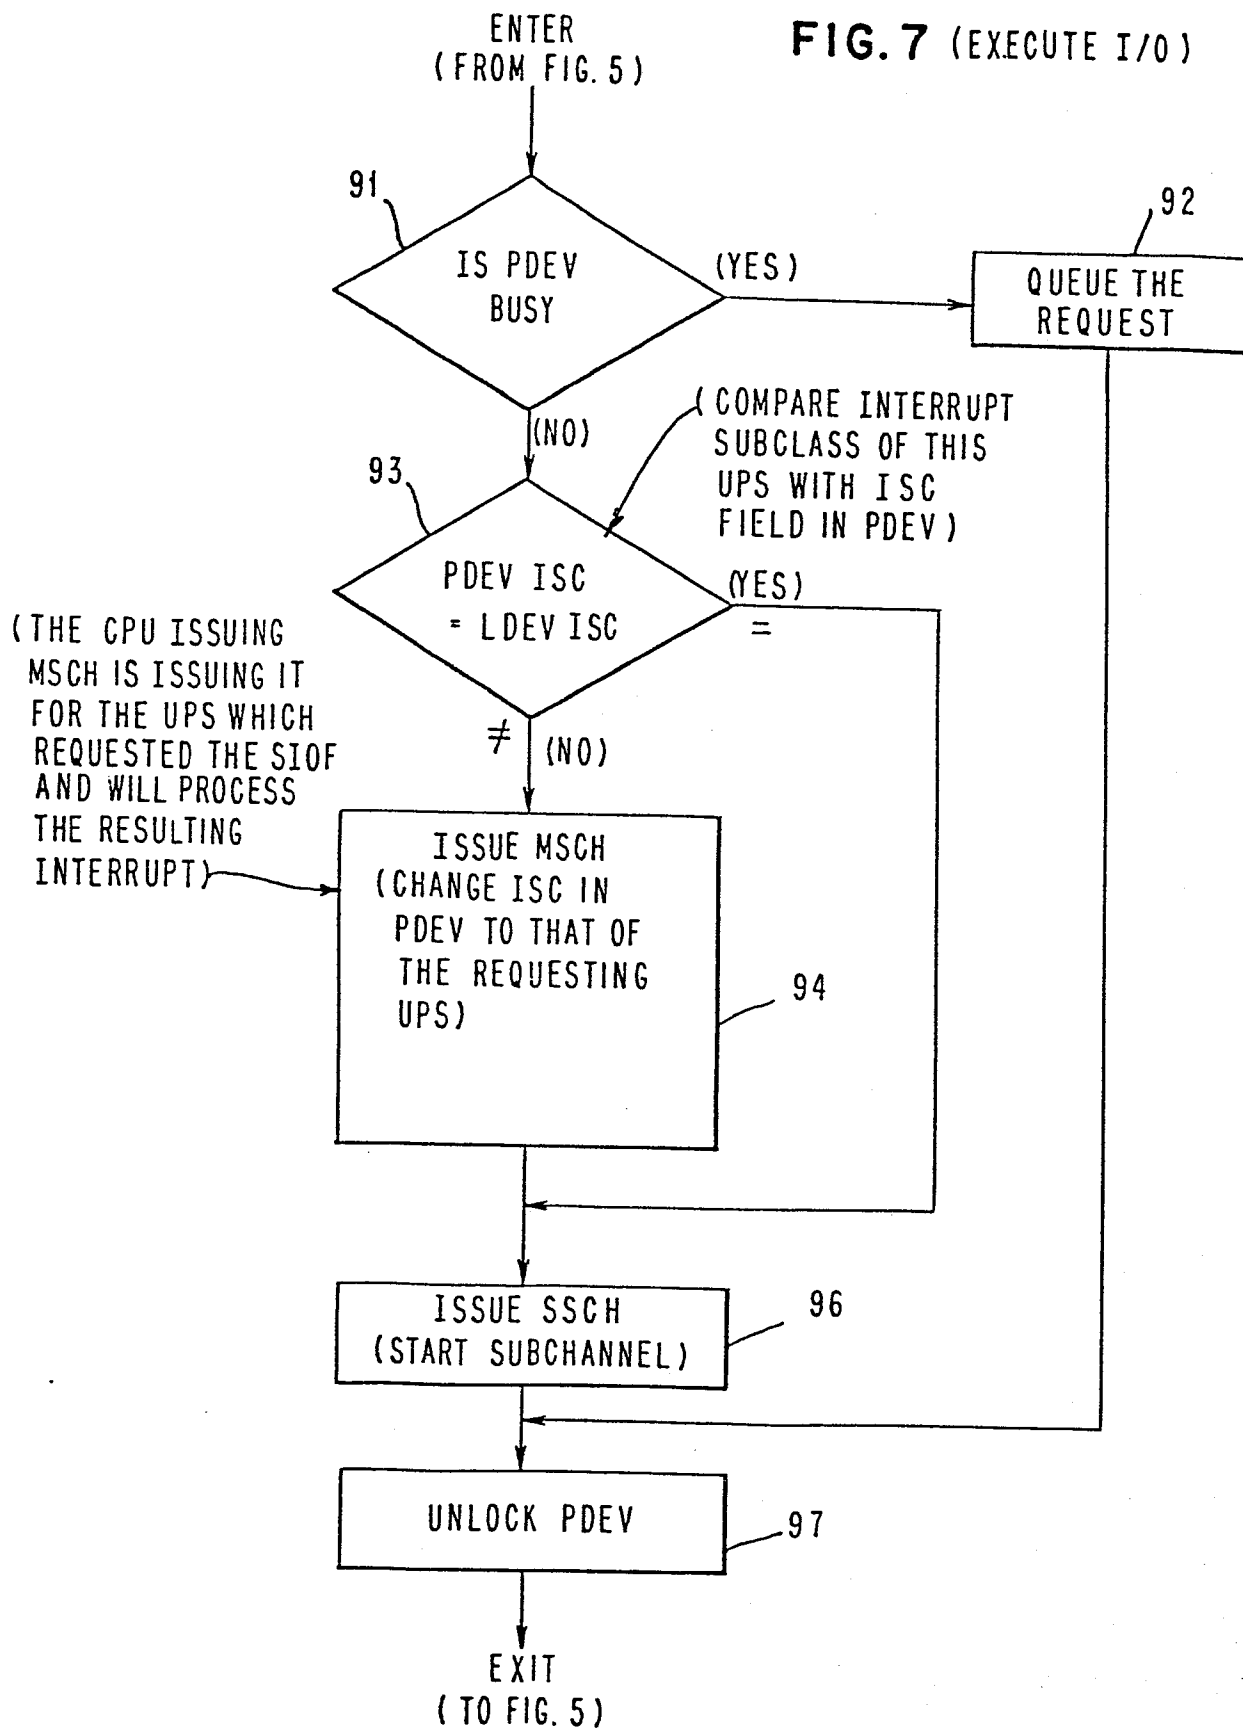 FIG. 7 (EXECUTE I/O)
ENTER
(FROM FIG. 5)
91
IS PDEV
BUSY
(YES)
92
QUEUE THE
REQUEST
(NO)
(COMPARE INTERRUPT
SUBCLASS OF THIS
UPS WITH ISC
FIELD IN PDEV)
93
PDEV ISC
= LDEV ISC
(YES)
=
(THE CPU ISSUING
MSCH IS ISSUING IT
FOR THE UPS WHICH
REQUESTED THE SIOF
AND WILL PROCESS
THE RESULTING
INTERRUPT)
≠ (NO)
ISSUE MSCH
(CHANGE ISC IN
PDEV TO THAT OF
THE REQUESTING
UPS)
94
ISSUE SSCH
(START SUBCHANNEL)
96
UNLOCK PDEV
97
EXIT
(TO FIG. 5)